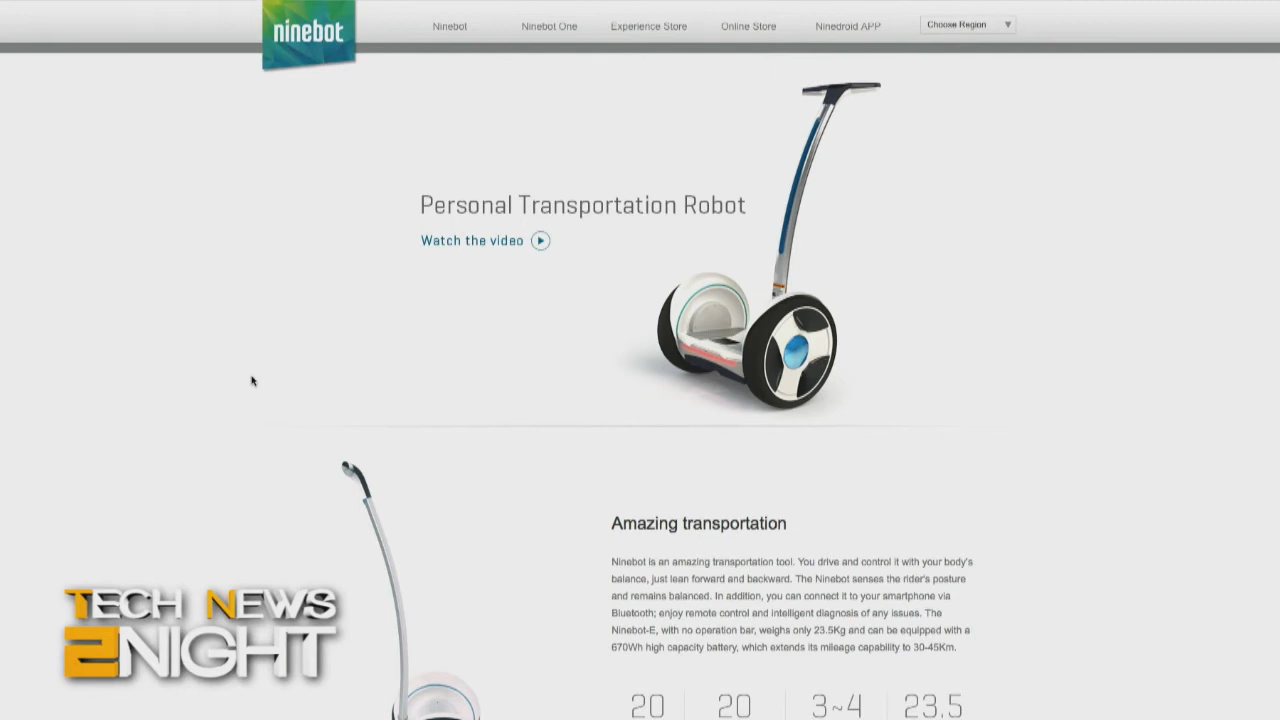 ninebot
Ninebot
Ninebot One
Experience Store
Online Store
Ninedroid APP
Choose Region
Personal Transportation Robot
Watch the video
Amazing transportation
Ninebot is an amazing transportation tool. You drive and control it with your body's
balance, just lean forward and backward. The Ninebot senses the rider's posture
and remains balanced. In addition, you can connect it to your smartphone via
Bluetooth; enjoy remote control and intelligent diagnosis of any issues. The
Ninebot-E, with no operation bar, weighs only 23.5Kg and can be equipped with a
670Wh high capacity battery, which extends its mileage capability to 30-45Km.
20
20
3~4
23.5
TECH NEWS
2NIGHT